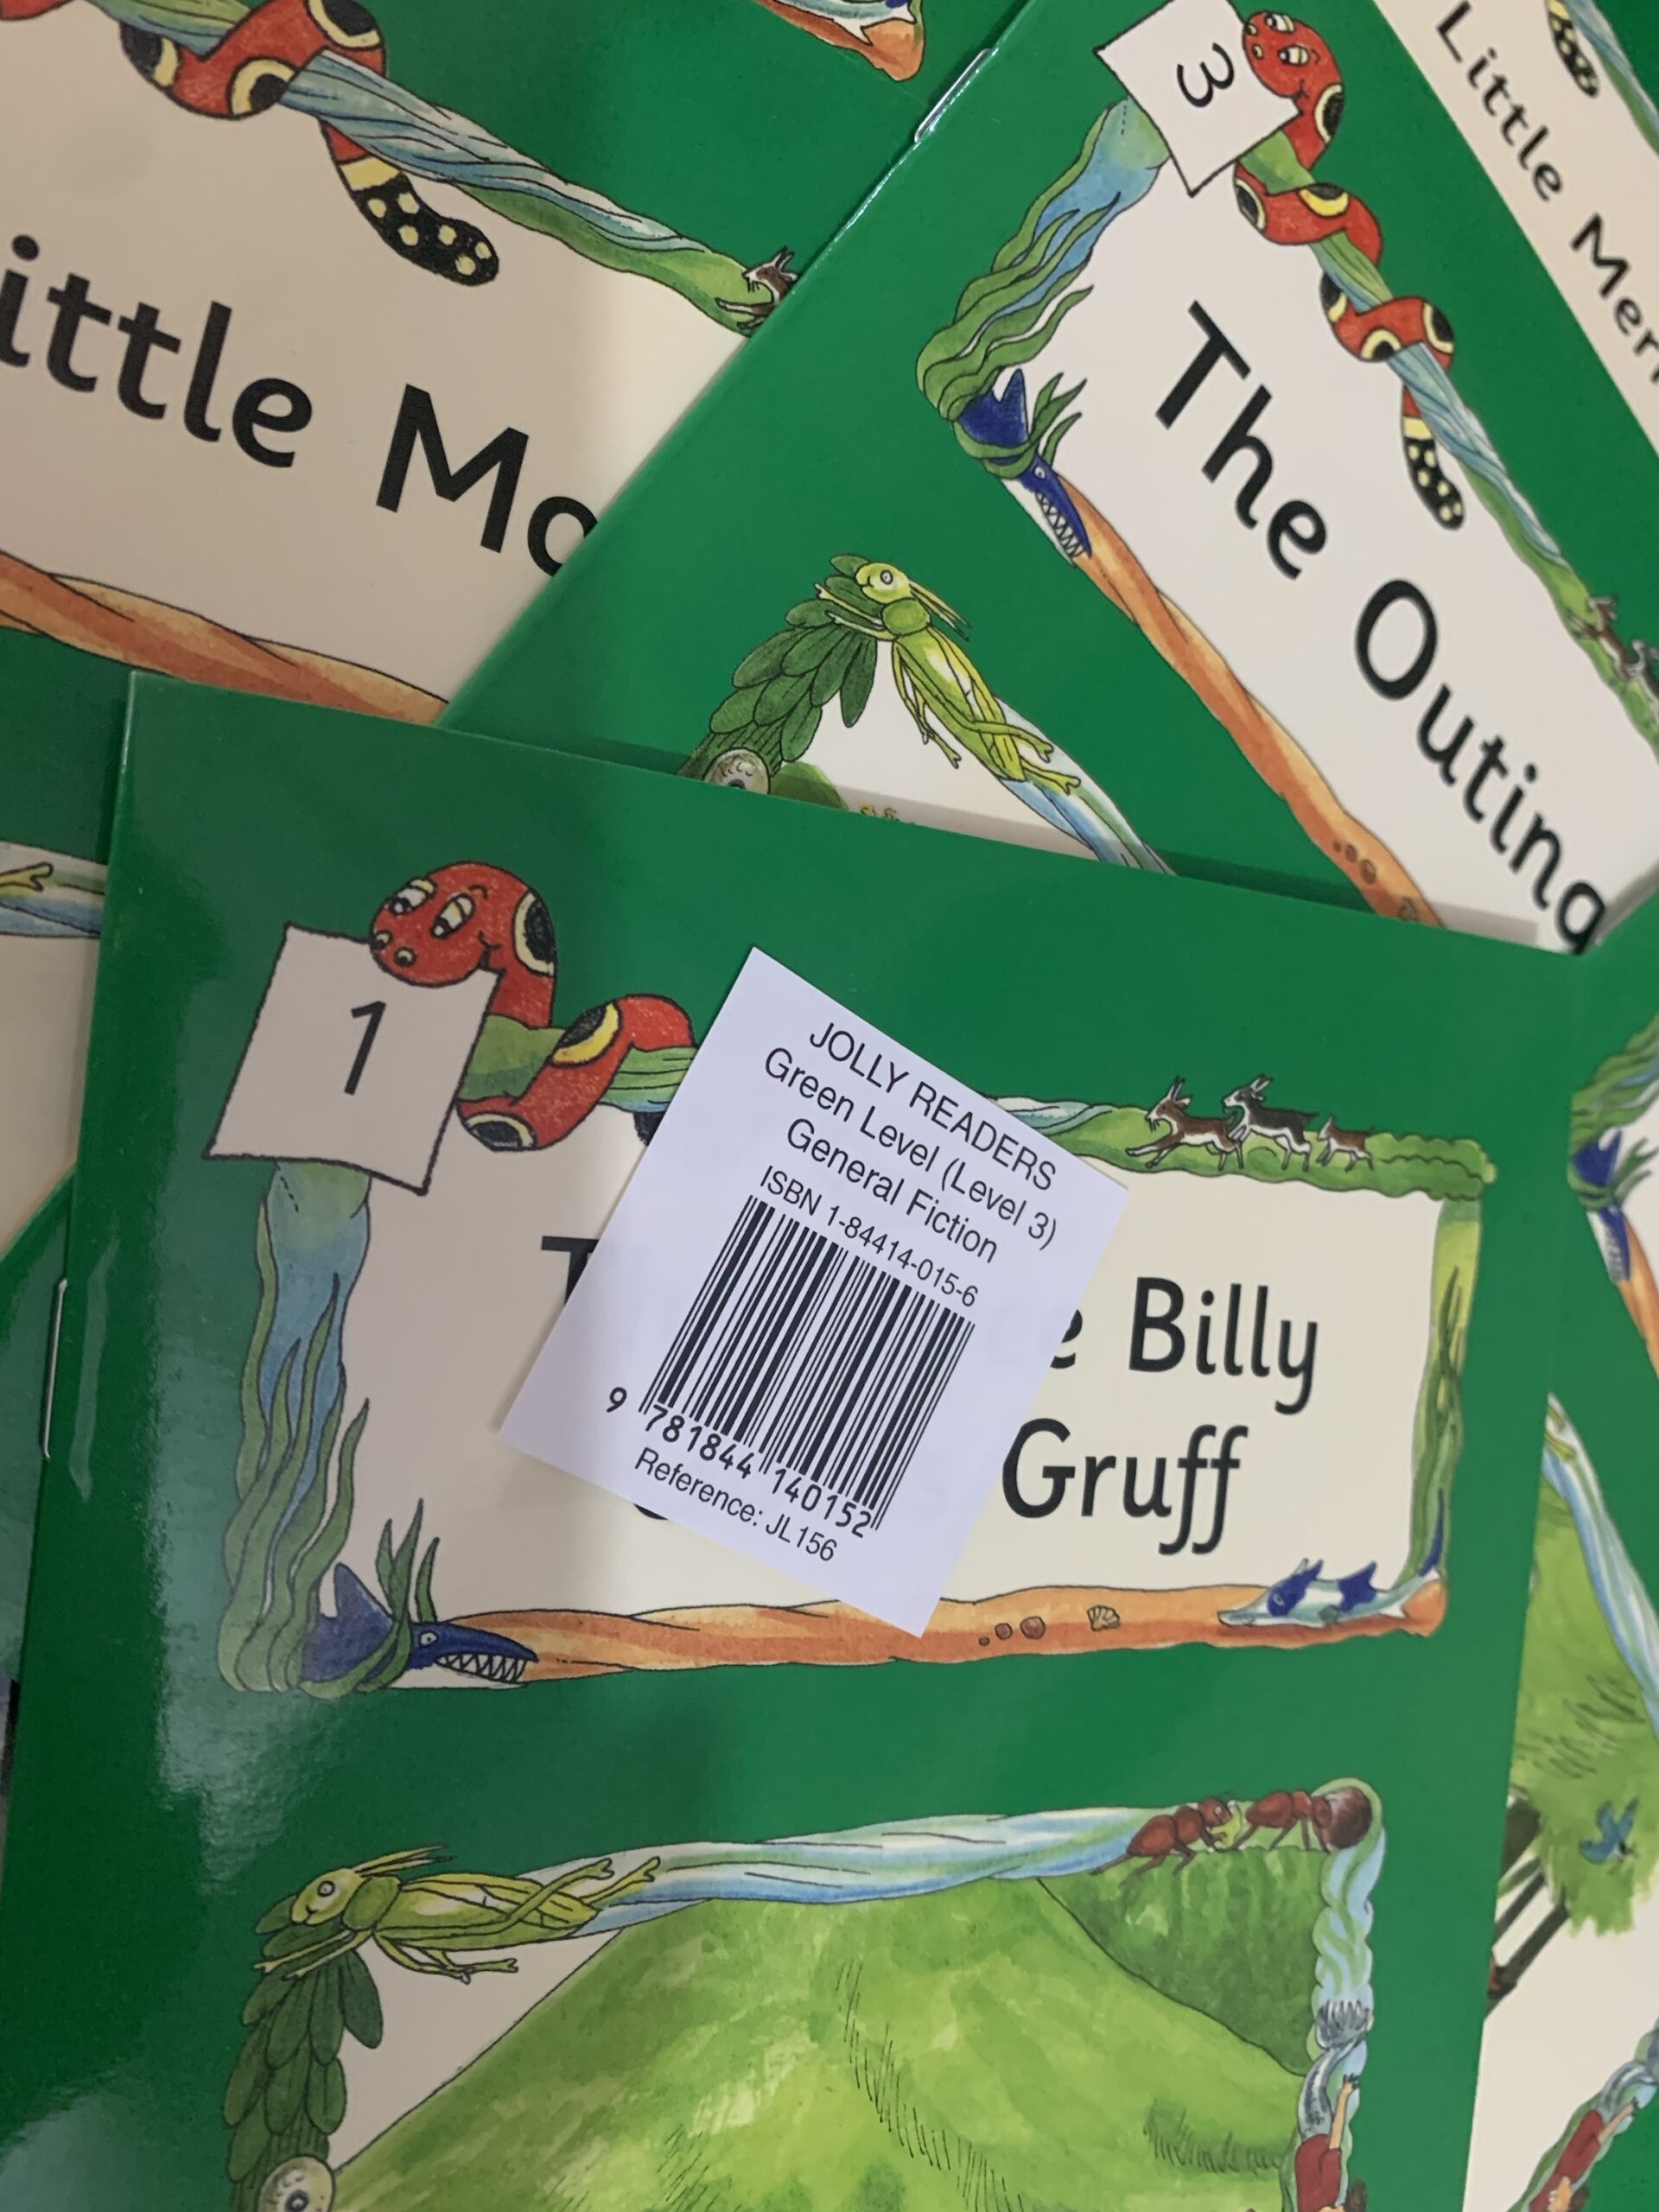 ittle Mo
3
The Outing
Little Mer
1
T e Billy
Gruff
JOLLY READERS
Green Level (Level 3)
General Fiction
ISBN 1-84414-015-6
9 781844 140152
Reference: JL156